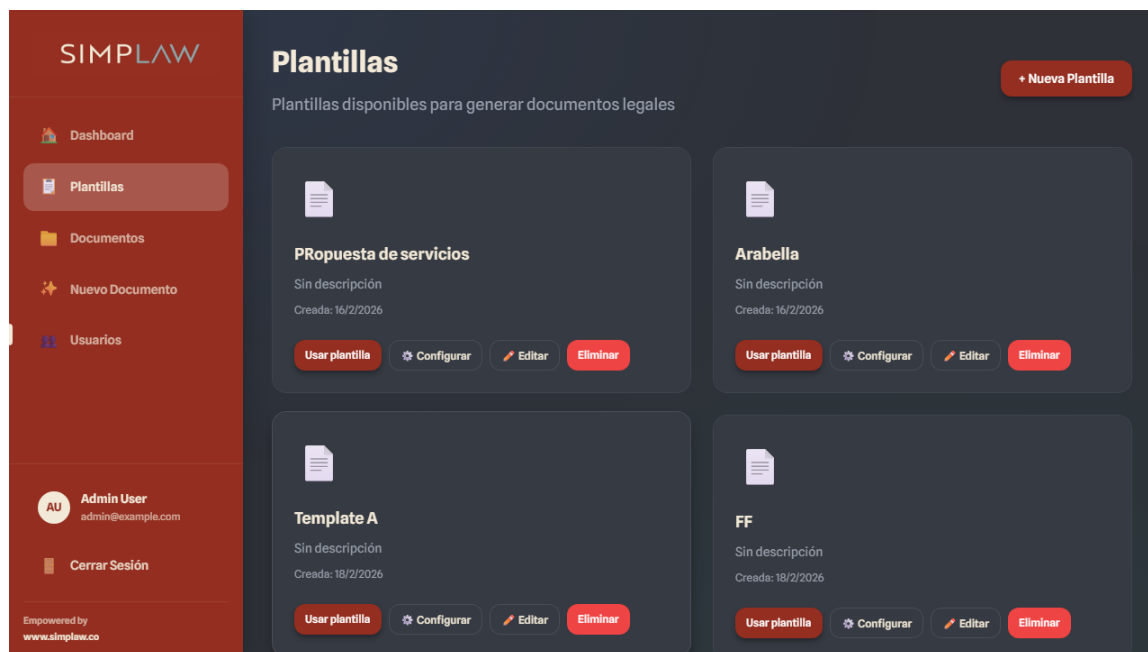 SIMPLAW
Dashboard
Plantillas
Documentos
Nuevo Documento
Usuarios
AU
Admin User
admin@example.com
Cerrar Sesión
Empowered by
www.simplaw.co
Plantillas
Plantillas disponibles para generar documentos legales
+ Nueva Plantilla
PRopuesta de servicios
Sin descripción
Creada: 16/2/2026
Usar plantilla Configurar Editar Eliminar
Arabella
Sin descripción
Creada: 16/2/2026
Usar plantilla Configurar Editar Eliminar
Template A
Sin descripción
Creada: 18/2/2026
Usar plantilla Configurar Editar Eliminar
FF
Sin descripción
Creada: 18/2/2026
Usar plantilla Configurar Editar Eliminar